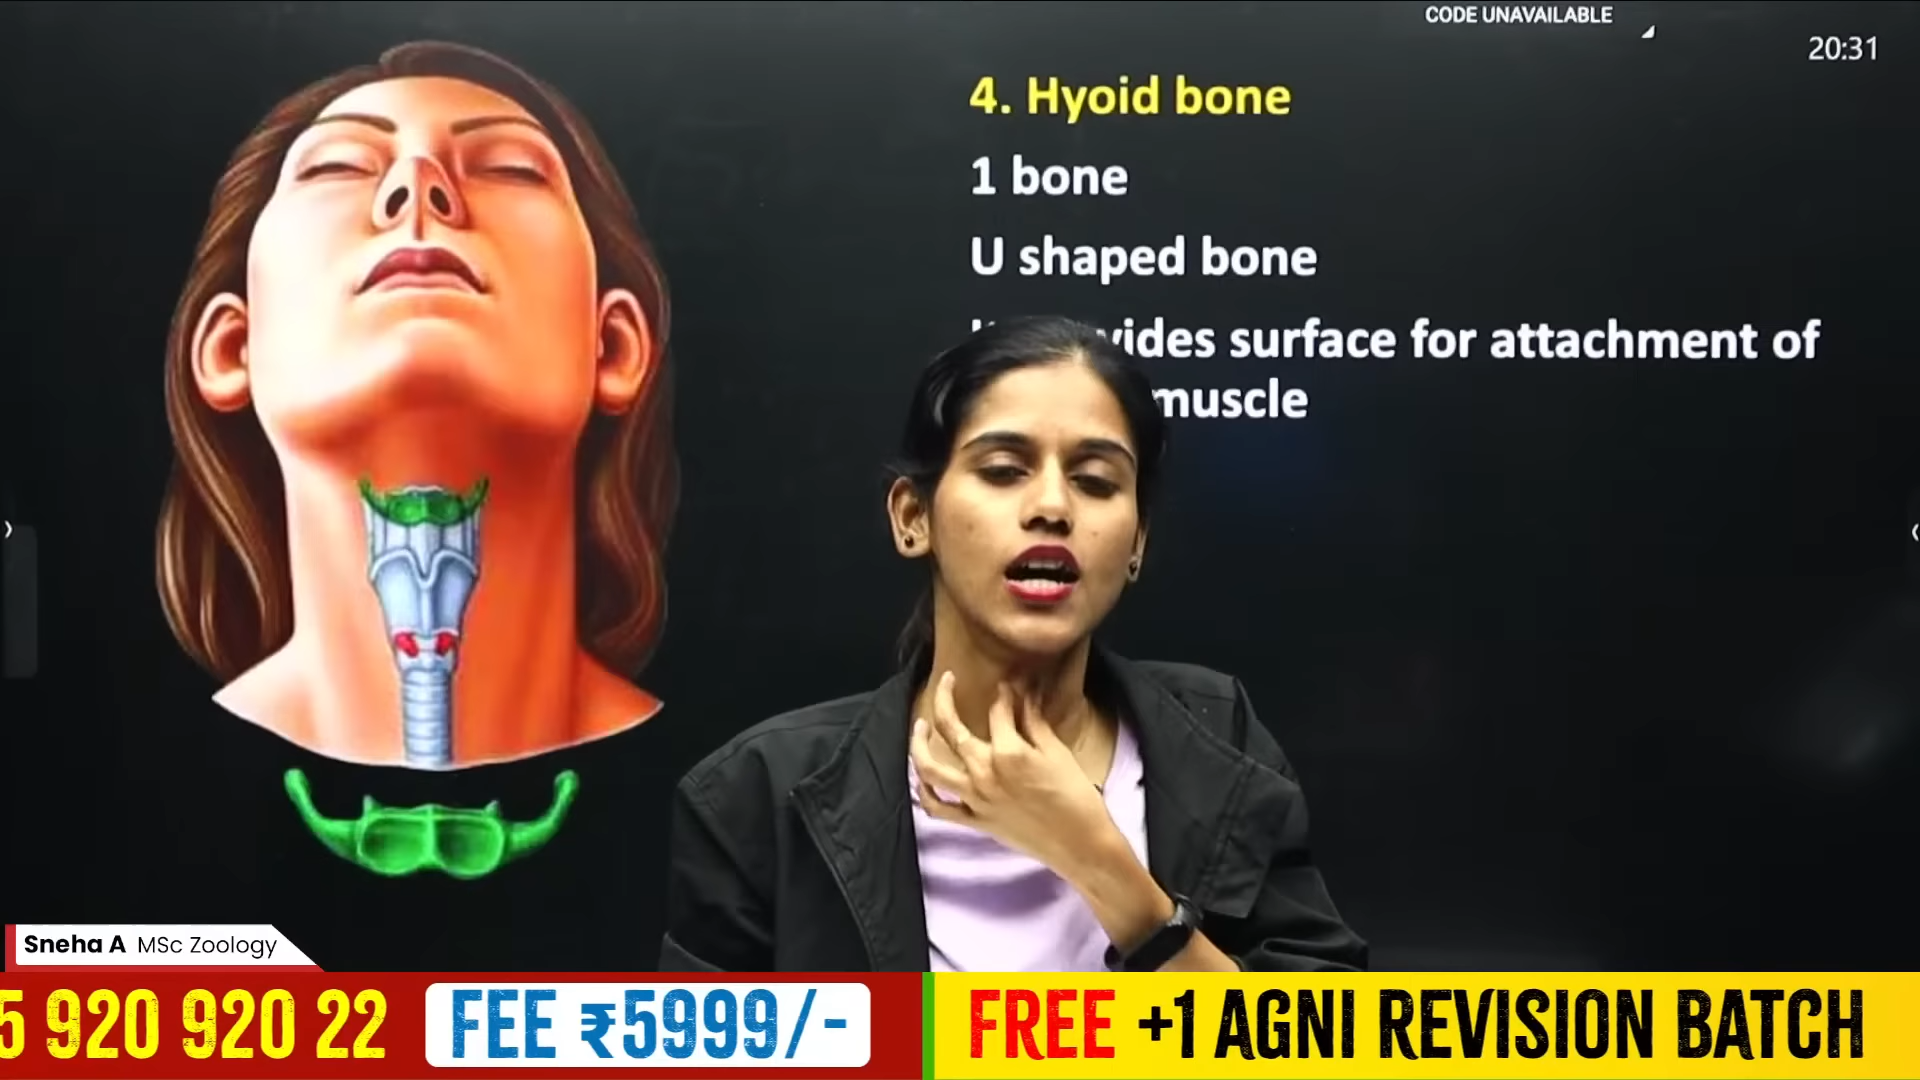 CODE UNAVAILABLE
20:31
4. Hyoid bone
1 bone
U shaped bone
surface for attachment of
muscle
Sneha A MSc Zoology
5 920 920 22
FEE ₹5999/-
FREE +1 AGNI REVISION BATCH